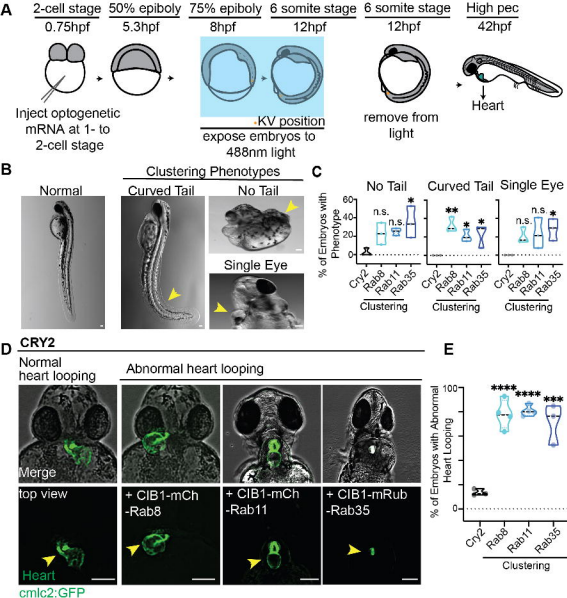 A
2-cell stage 50% epiboly 75% epiboly 6 somite stage 6 somite stage High pec
0.75hpf 5.3hpf 8hpf 12hpf 12hpf 42hpf
Inject optogenetic
mRNA at 1- to
2-cell stage
KV position
expose embryos to
488nm light
remove from
light
Heart
B
Clustering Phenotypes
Normal Curved Tail No Tail
Single Eye
C
No Tail Curved Tail Single Eye
% of Embryos with
Phenotype
60
40
20
0
n.s. n.s. *
** * *
n.s. n.s. *
Cry2 Rab8 Rab11 Rab35
Cry2 Rab8 Rab11 Rab35
Cry2 Rab8 Rab11 Rab35
Clustering Clustering Clustering
D
CRY2
Normal
heart looping
Abnormal heart looping
Merge
top view
+ CIB1-mCh
-Rab8
+ CIB1-mCh
-Rab11
+ CIB1-mRub
-Rab35
Heart
cmlc2:GFP
E
% of Embryos with Abnormal
Heart Looping
100
0
**** **** ***
Cry2 Rab8 Rab11 Rab35
Clustering